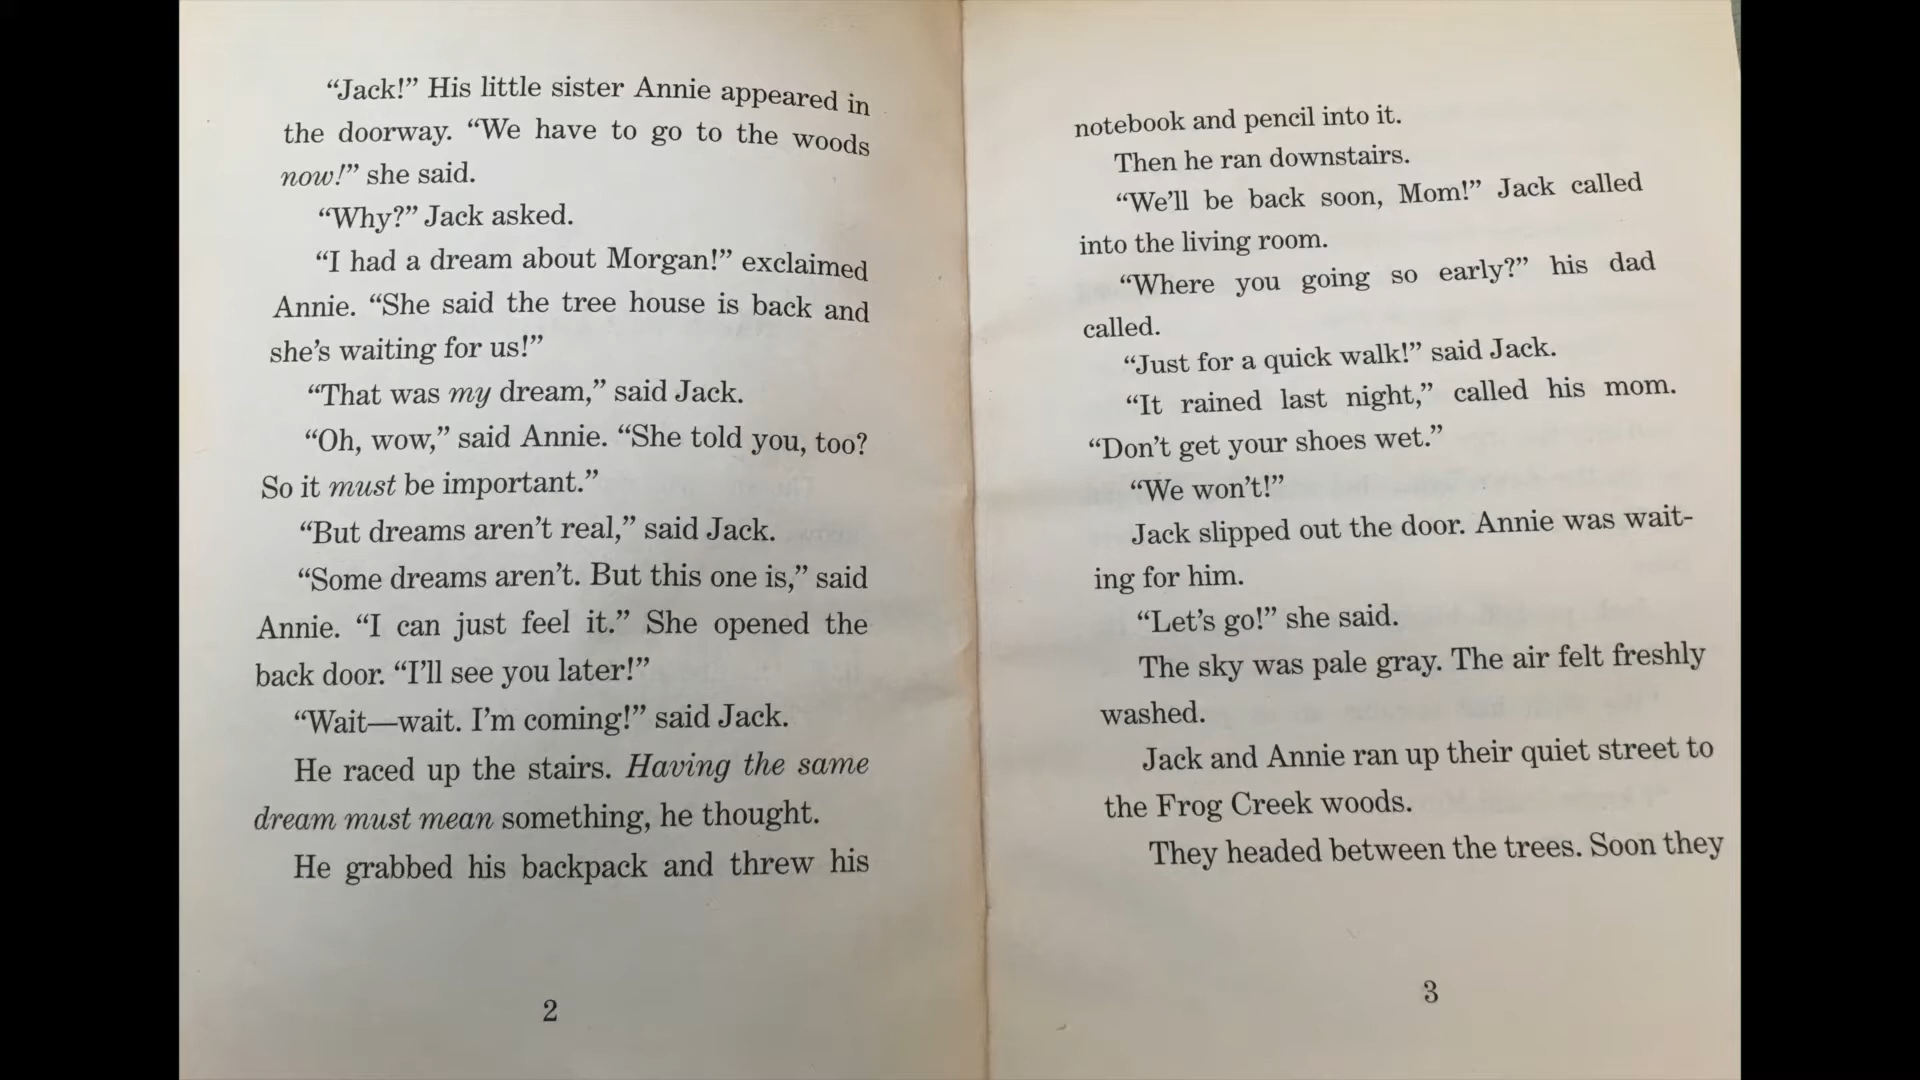 “Jack!” His little sister Annie appeared in
the doorway. “We have to go to the woods
now!” she said.
“Why?” Jack asked.
“I had a dream about Morgan!” exclaimed
Annie. “She said the tree house is back and
she’s waiting for us!”
“That was my dream,” said Jack.
“Oh, wow,” said Annie. “She told you, too?
So it must be important.”
“But dreams aren’t real,” said Jack.
“Some dreams aren’t. But this one is,” said
Annie. “I can just feel it.” She opened the
back door. “I’ll see you later!”
“Wait—wait. I’m coming!” said Jack.
He raced up the stairs. Having the same
dream must mean something, he thought.
He grabbed his backpack and threw his
2
notebook and pencil into it.
Then he ran downstairs.
“We’ll be back soon, Mom!” Jack called
into the living room.
“Where you going so early?” his dad
called.
“Just for a quick walk!” said Jack.
“It rained last night,” called his mom.
“Don’t get your shoes wet.”
“We won’t!”
Jack slipped out the door. Annie was wait-
ing for him.
“Let’s go!” she said.
The sky was pale gray. The air felt freshly
washed.
Jack and Annie ran up their quiet street to
the Frog Creek woods.
They headed between the trees. Soon they
3